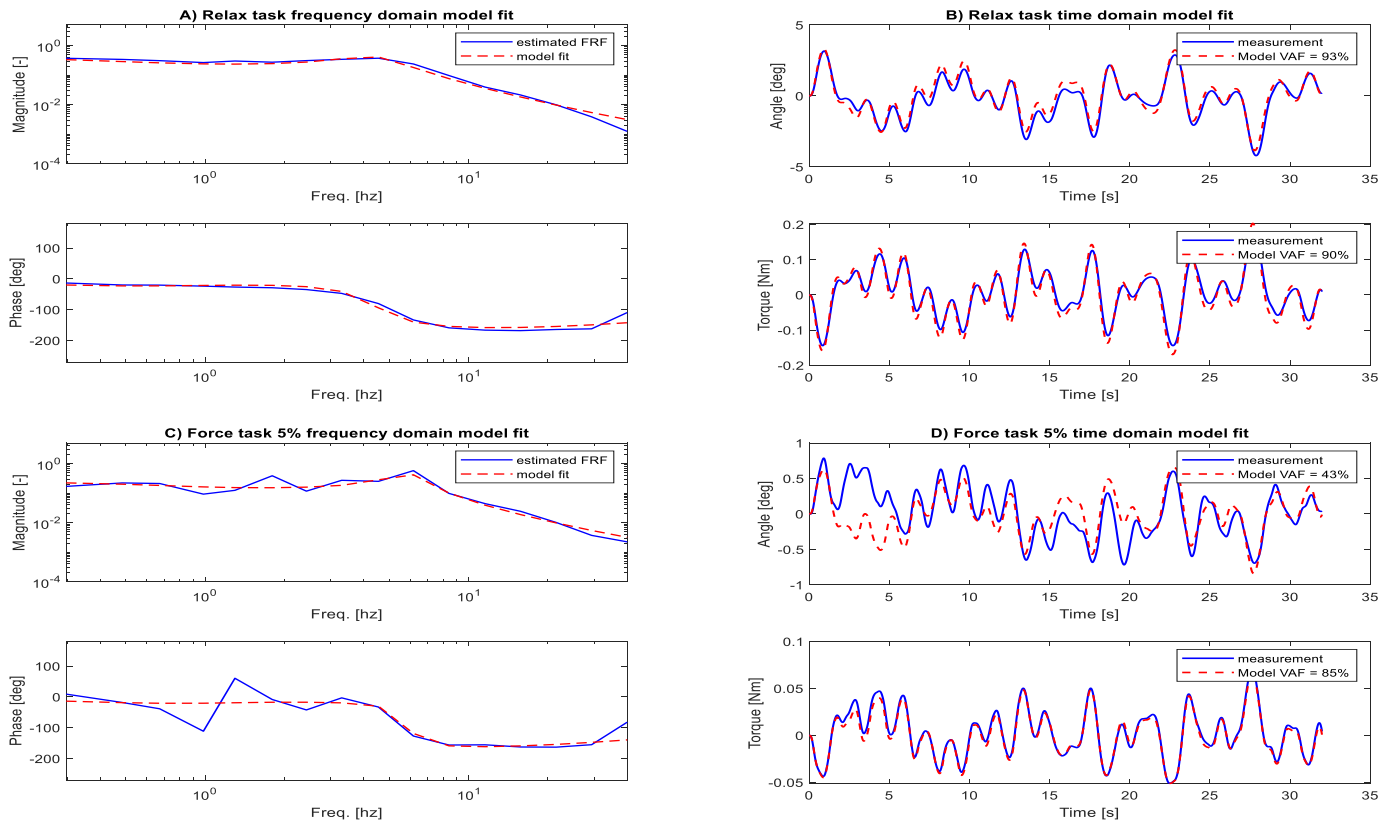 A) Relax task frequency domain model fit
Magnitude [-]
10^0
10^-2
10^-4
estimated FRF
model fit
10^0
10^1
Freq. [hz]
Phase [deg]
100
0
-100
-200
10^0
10^1
Freq. [hz]
B) Relax task time domain model fit
Angle [deg]
5
0
-5
measurement
Model VAF = 93%
0 5 10 15 20 25 30 35
Time [s]
Torque [Nm]
0.2
0.1
0
-0.1
-0.2
measurement
Model VAF = 90%
0 5 10 15 20 25 30 35
Time [s]
C) Force task 5% frequency domain model fit
Magnitude [-]
10^0
10^-2
10^-4
estimated FRF
model fit
10^0
10^1
Freq. [hz]
Phase [deg]
100
0
-100
-200
10^0
10^1
Freq. [hz]
D) Force task 5% time domain model fit
Angle [deg]
1
0.5
0
-0.5
-1
measurement
Model VAF = 43%
0 5 10 15 20 25 30 35
Time [s]
Torque [Nm]
0.1
0.05
0
-0.05
measurement
Model VAF = 85%
0 5 10 15 20 25 30 35
Time [s]